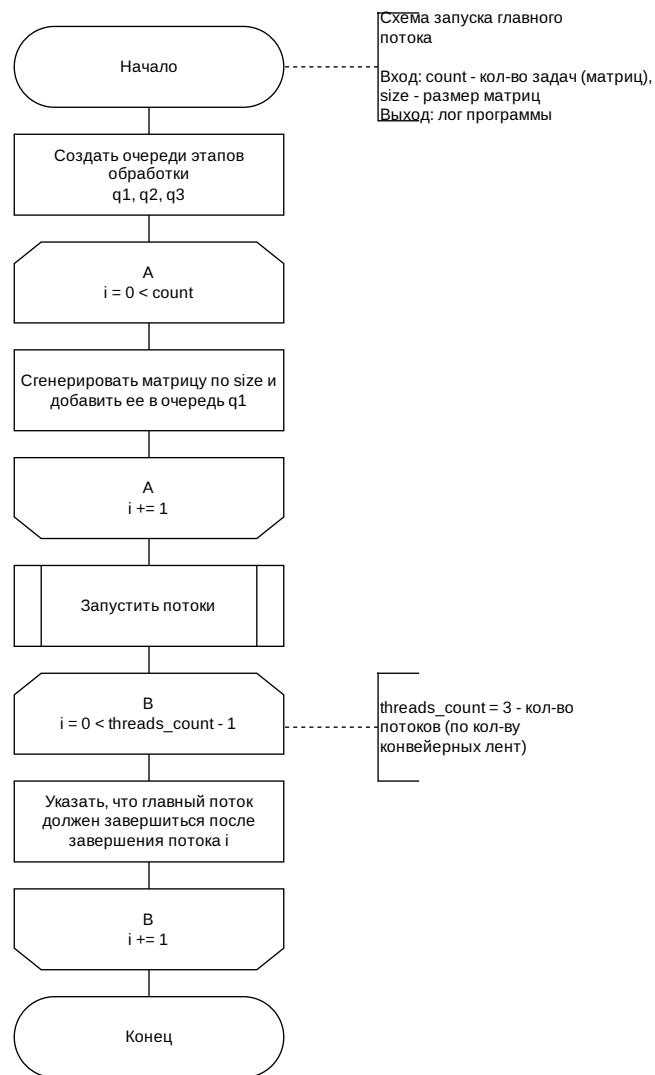 Схема запуска главного
потока
Вход: count - кол-во задач (матриц),
size - размер матриц
Выход: лог программы
Начало
Создать очереди этапов
обработки
q1, q2, q3
A
i = 0 < count
Сгенерировать матрицу по size и
добавить ее в очередь q1
A
i += 1
Запустить потоки
B
i = 0 < threads_count - 1
threads_count = 3 - кол-во
потоков (по кол-ву
конвейерных лент)
Указать, что главный поток
должен завершиться после
завершения потока i
B
i += 1
Конец